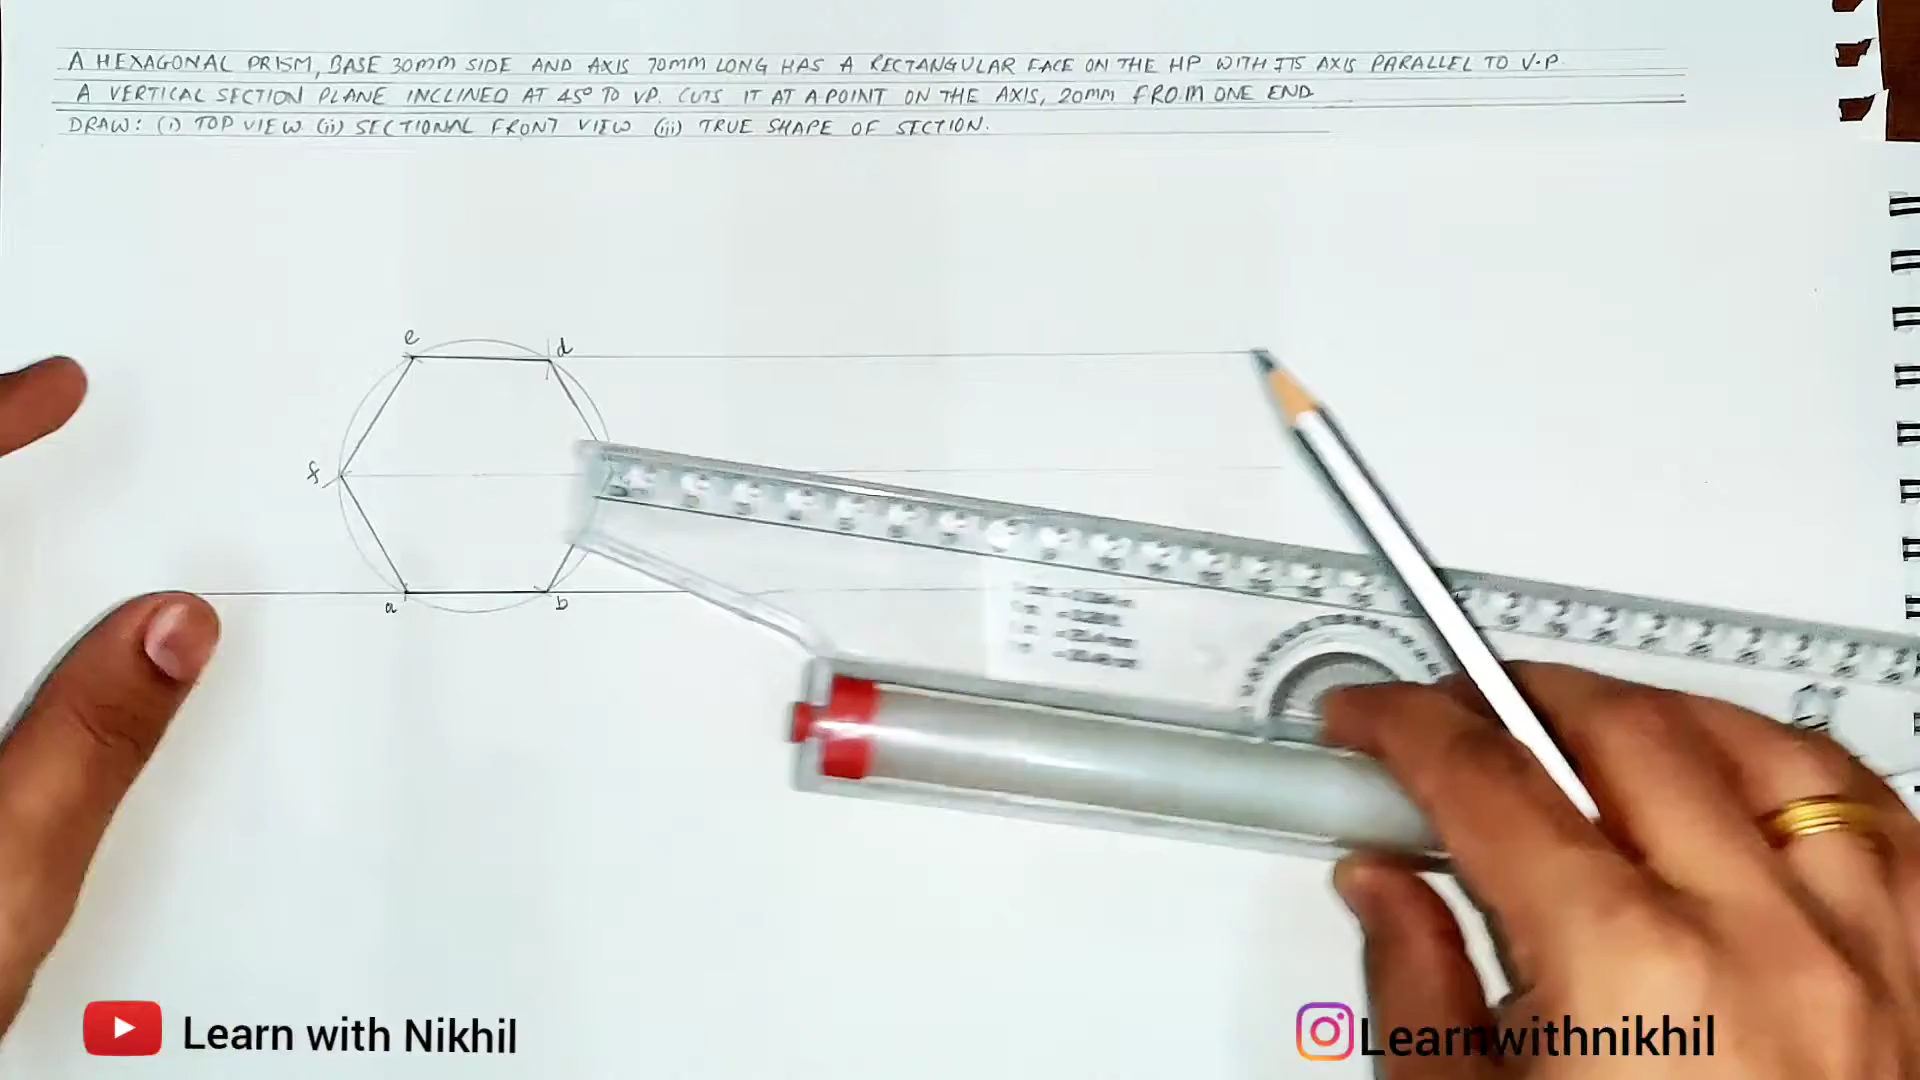 A HEXAGONAL PRISM, BASE 30mm SIDE AND AXIS 70mm LONG HAS A RECTANGULAR FACE ON THE HP WITH ITS AXIS PARALLEL TO V.P
A VERTICAL SECTION PLANE INCLINED AT 45° TO VP. CUTS IT AT A POINT ON THE AXIS, 20mm FROM ONE END
DRAW: (i) TOP VIEW (ii) SECTIONAL FRONT VIEW (iii) TRUE SHAPE OF SECTION.
e
d
f
a
b
Learn with Nikhil
Learnwithnikhil